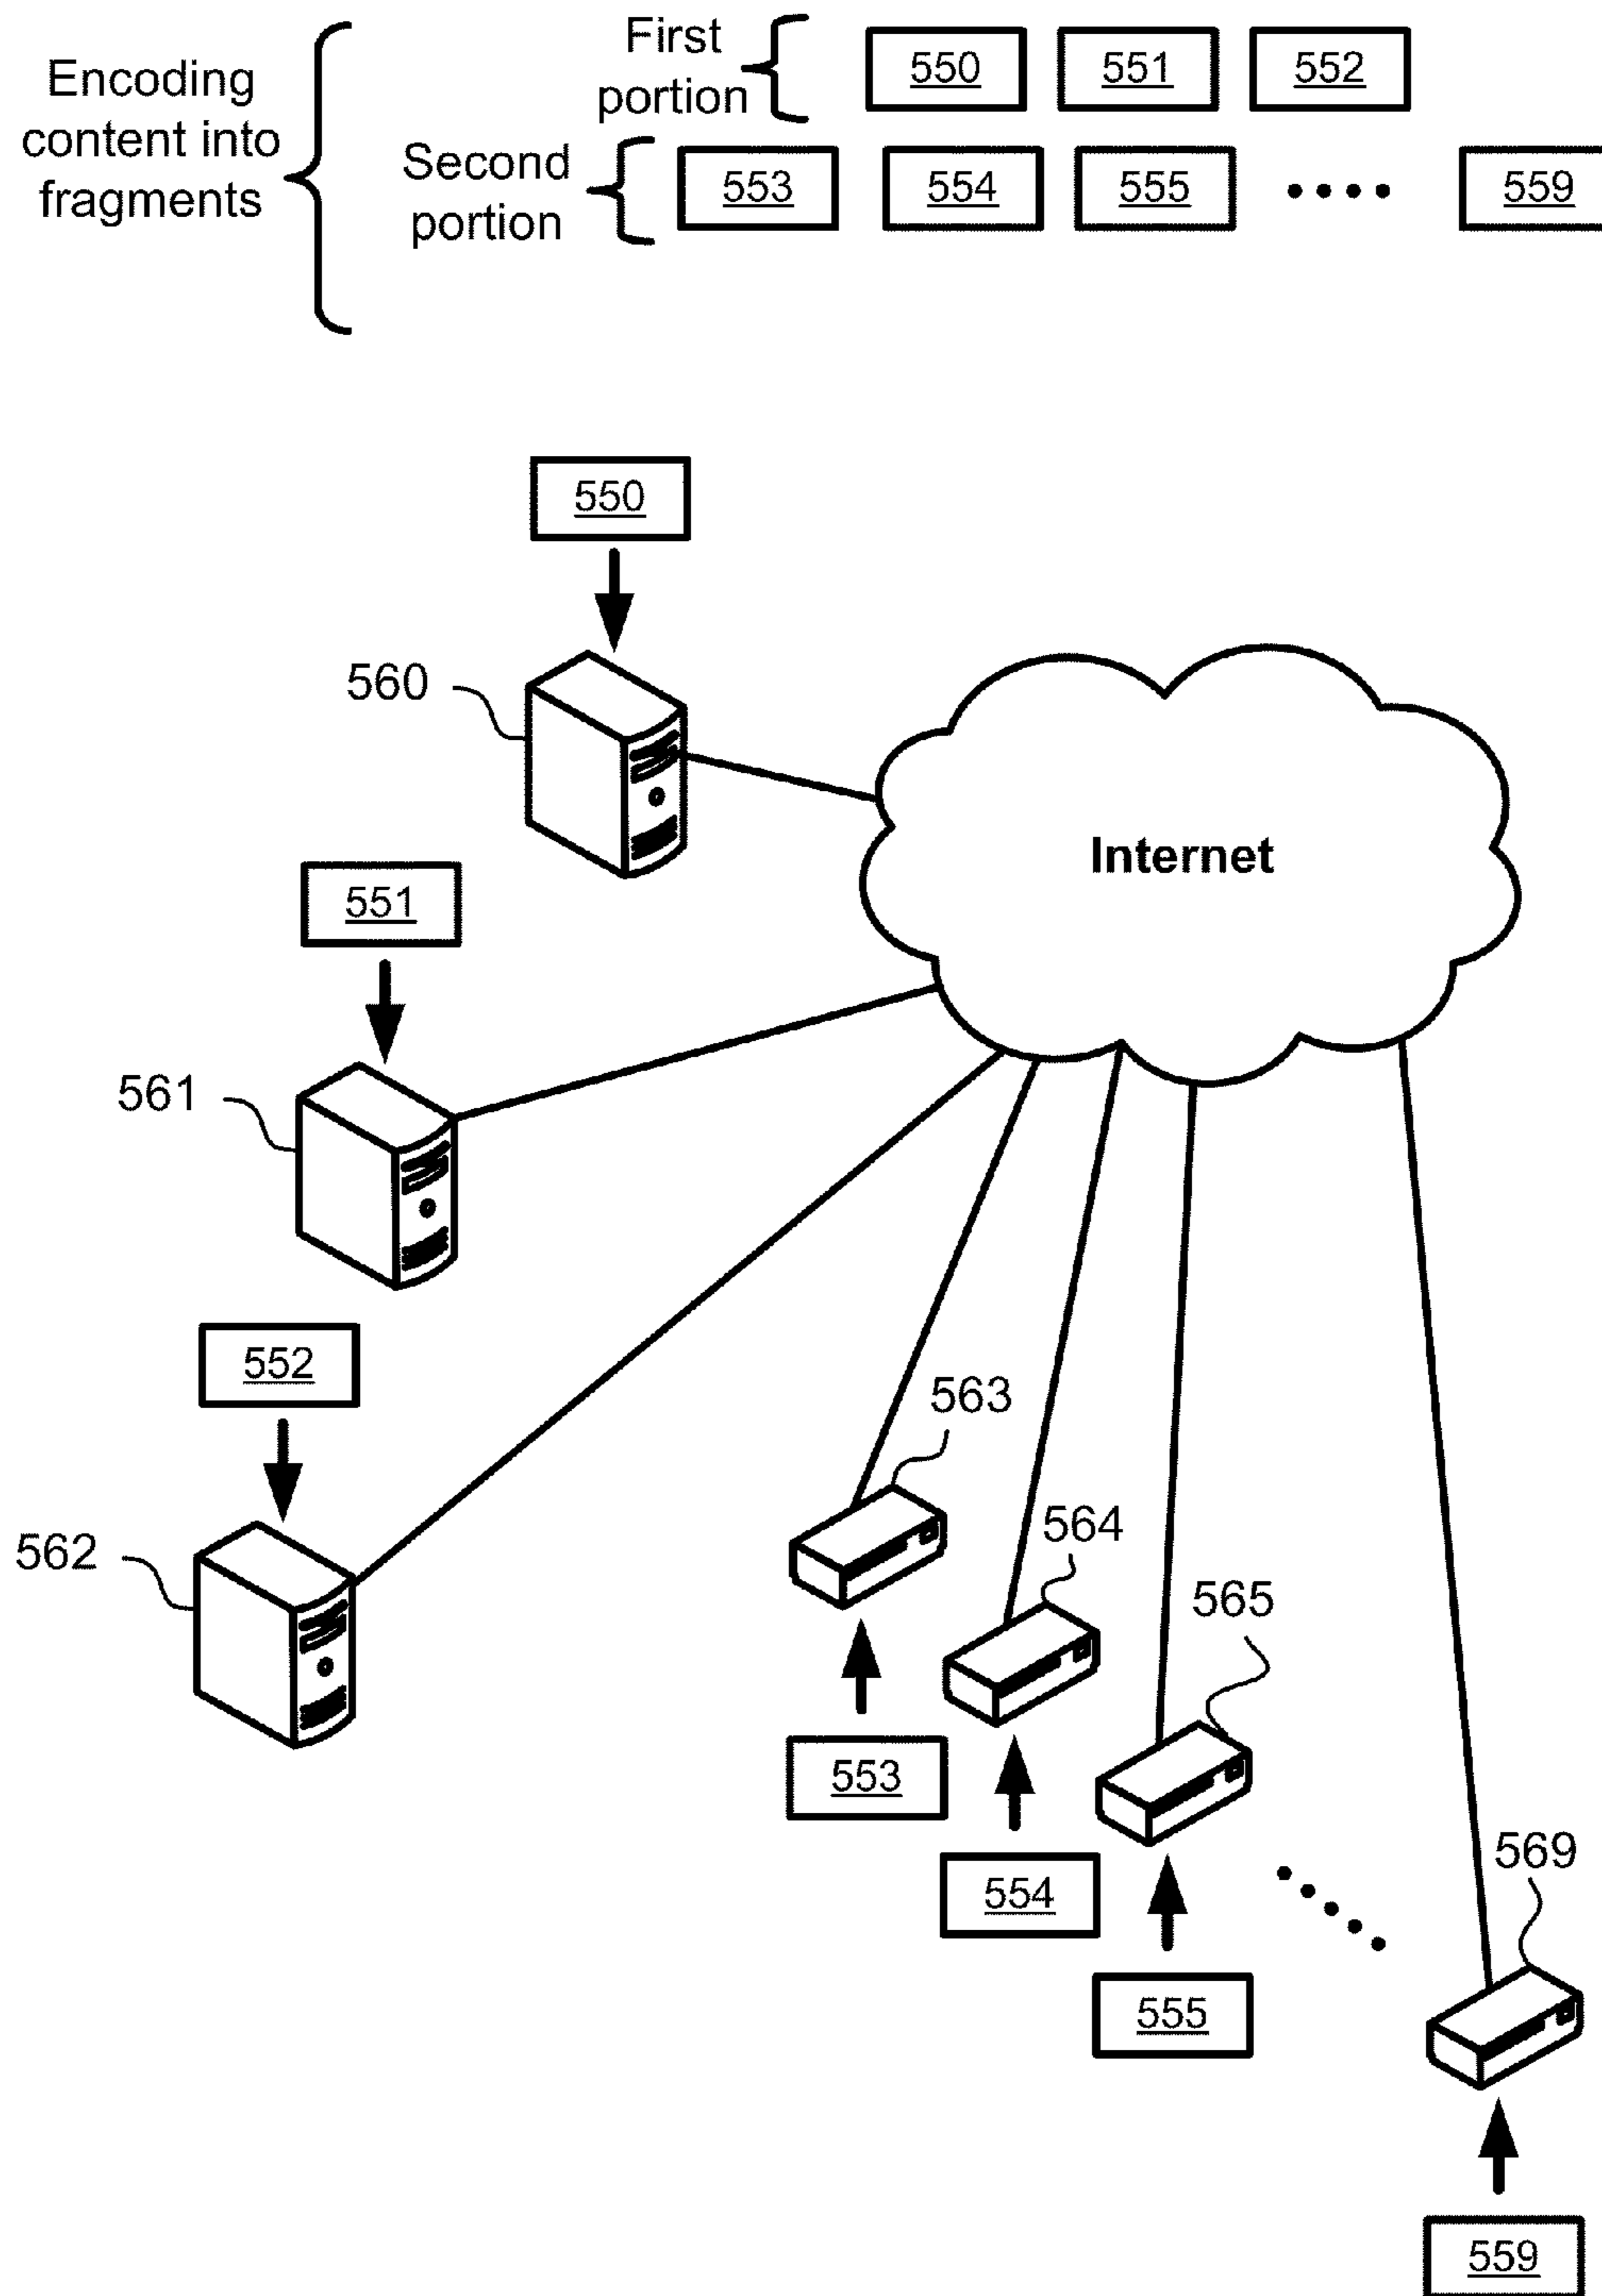 Encoding
content into
fragments
First
portion
550 551 552
Second
portion
553 554 555 559
550
560
Internet
551
561
552
562
563
564
565
553
554
555
569
559